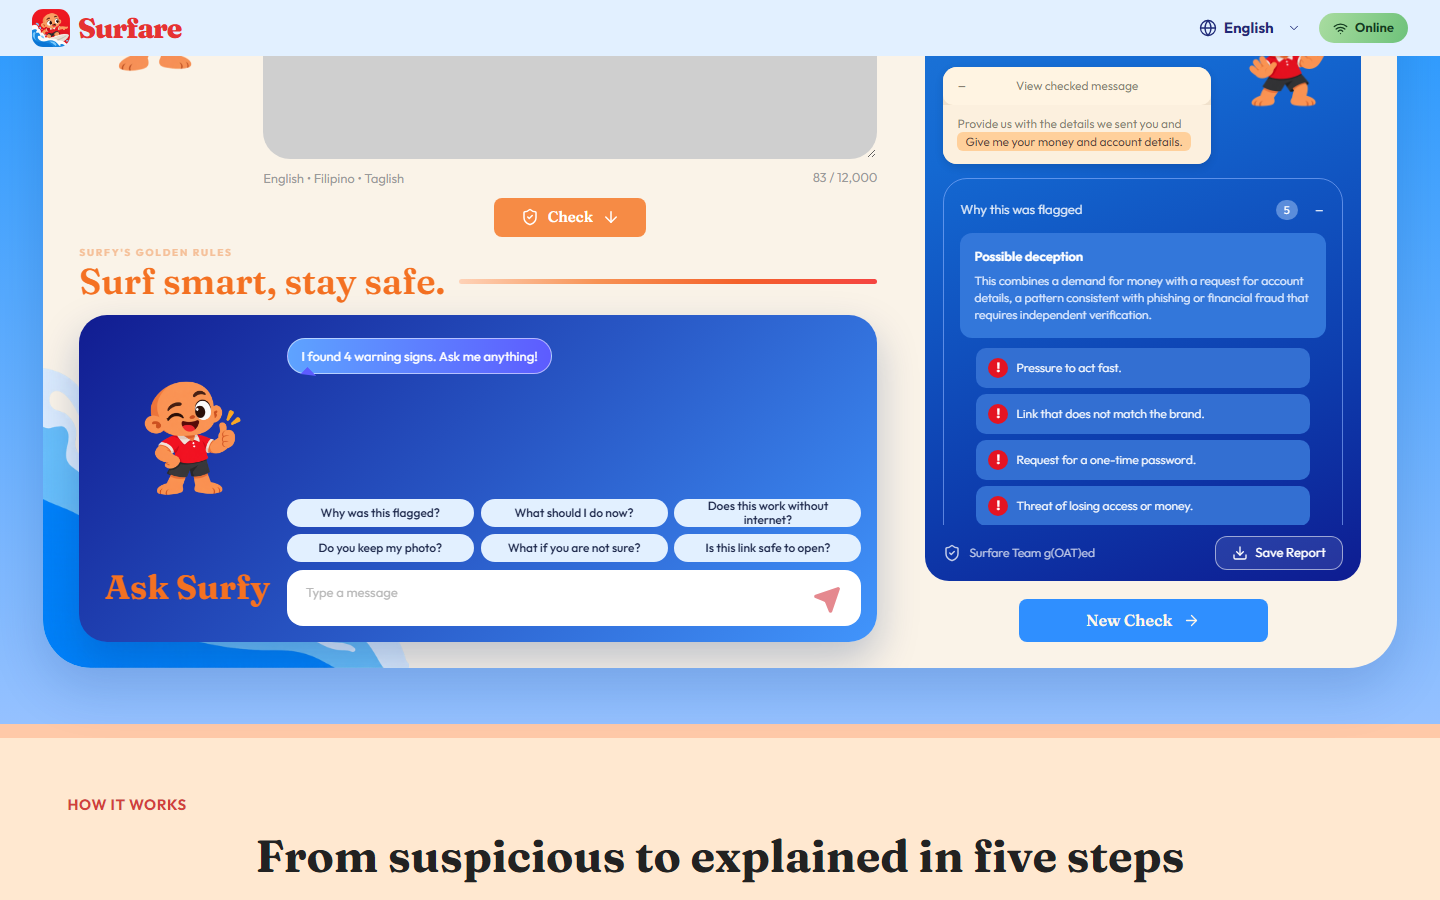 Surfare
English
Online
English • Filipino • Taglish
83 / 12,000
Check
SURFY'S GOLDEN RULES
Surf smart, stay safe.
I found 4 warning signs. Ask me anything!
Why was this flagged?
What should I do now?
Does this work without
internet?
Do you keep my photo?
What if you are not sure?
Is this link safe to open?
Ask Surfy
Type a message
View checked message
Provide us with the details we sent you and
Give me your money and account details.
Why this was flagged
5
Possible deception
This combines a demand for money with a request for account
details, a pattern consistent with phishing or financial fraud that
requires independent verification.
Pressure to act fast.
Link that does not match the brand.
Request for a one-time password.
Threat of losing access or money.
Surfare Team g(OAT)ed
Save Report
New Check
HOW IT WORKS
From suspicious to explained in five steps